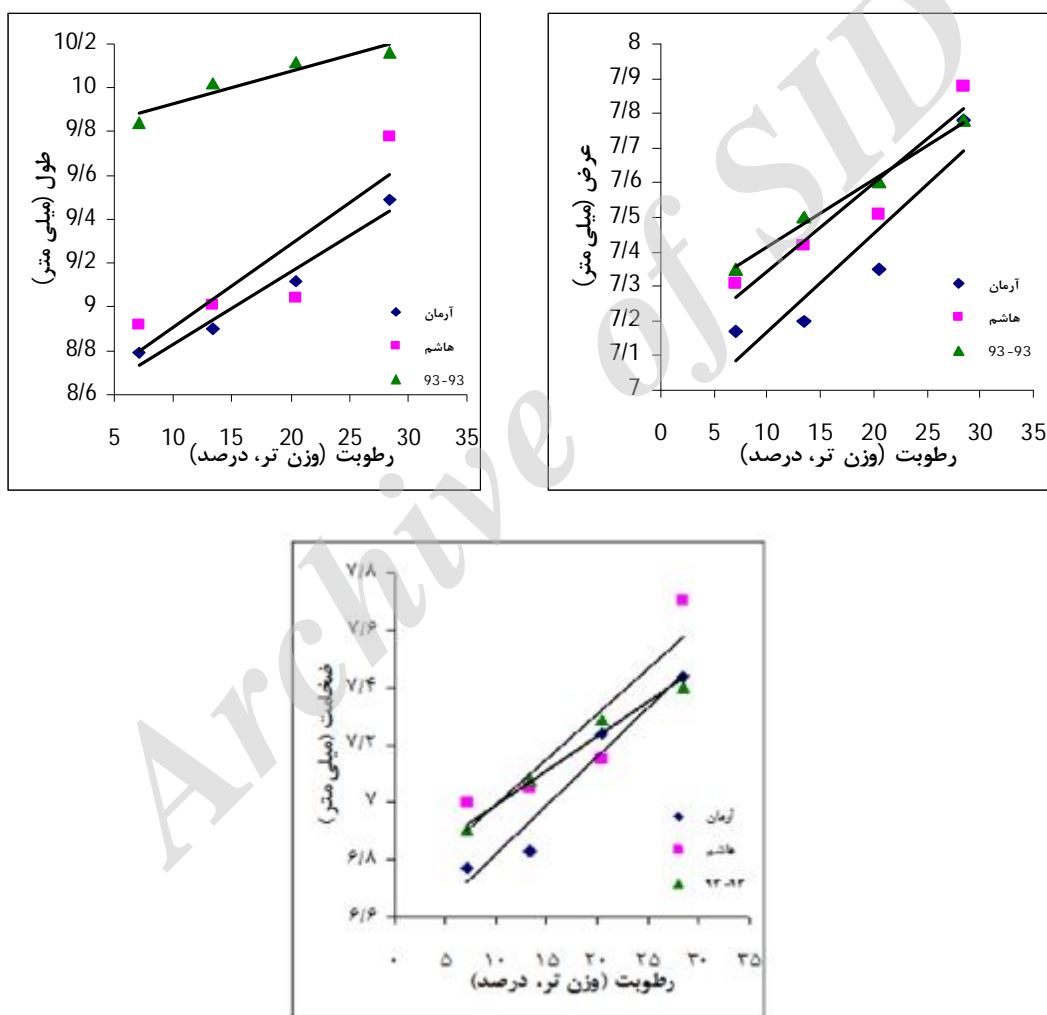 10/2
10
9/8
9/6
9/4
9/2
9
8/8
8/6
طول (میلی متر)
آرمان
هاشم
93-93
5 10 15 20 25 30 35
رطوبت (وزن تر، درصد)
8
7/9
7/8
7/7
7/6
7/5
7/4
7/3
7/2
7/1
7
عرض (میلی متر)
آرمان
هاشم
93-93
0 5 10 15 20 25 30 35
رطوبت (وزن تر، درصد)
۷/۸
۷/۶
۷/۴
۷/۲
۷
۶/۸
۶/۶
ضخامت (میلی متر)
آرمان
هاشم
۹۳-۹۳
۰ ۵ ۱۰ ۱۵ ۲۰ ۲۵ ۳۰ ۳۵
رطوبت (وزن تر، درصد)
Archive of SID